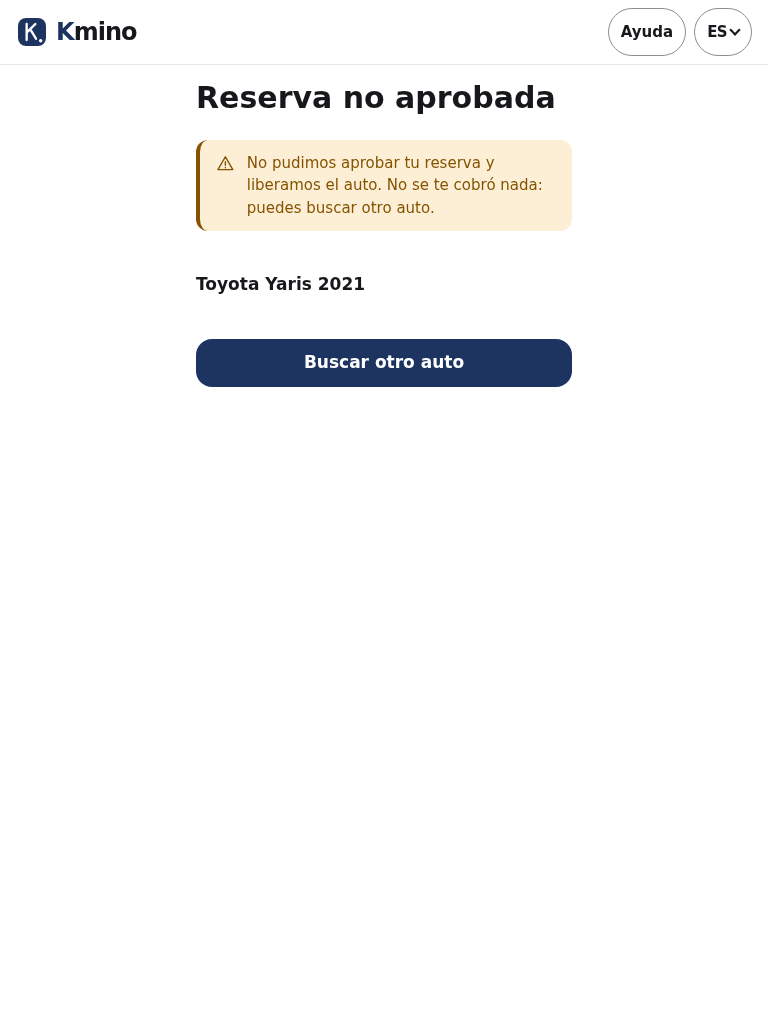 K.
Kmino
Ayuda
ES
Reserva no aprobada
No pudimos aprobar tu reserva y
liberamos el auto. No se te cobró nada:
puedes buscar otro auto.
Toyota Yaris 2021
Buscar otro auto